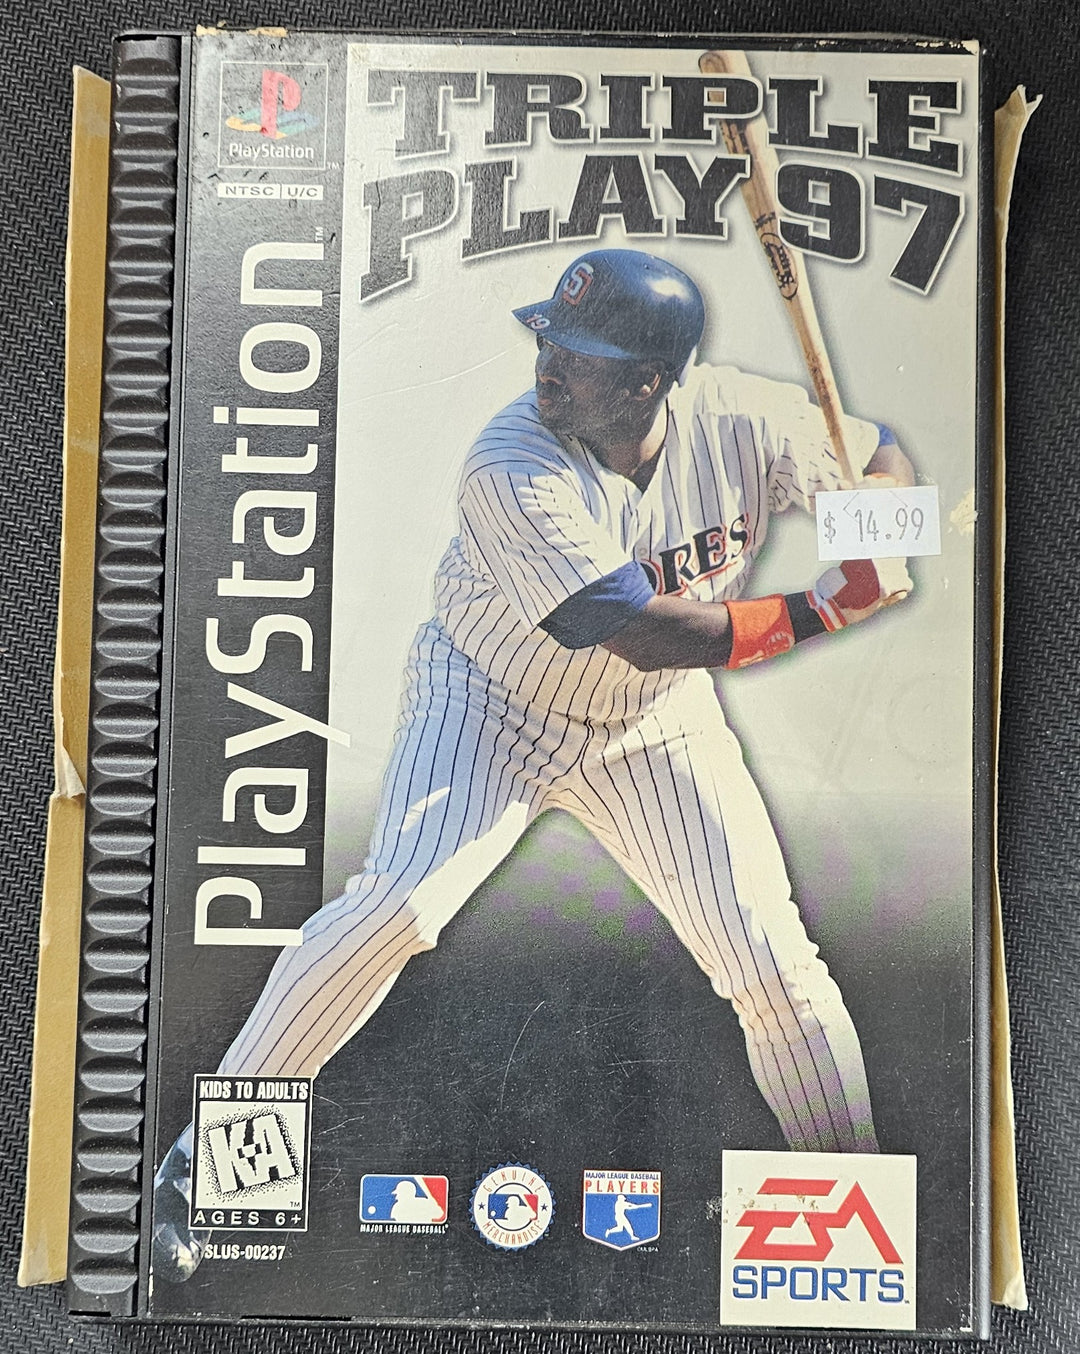 PlayStation
NTSC U/C
PlayStation™
TRIPLE
PLAY 97
SD
19
DRES
$ 14.99
KIDS TO ADULTS
K-A
AGES 6+
SLUS-00237
MAJOR LEAGUE BASEBALL
GENUINE
MERCHANDISE
MAJOR LEAGUE BASEBALL
PLAYERS
EA
SPORTS